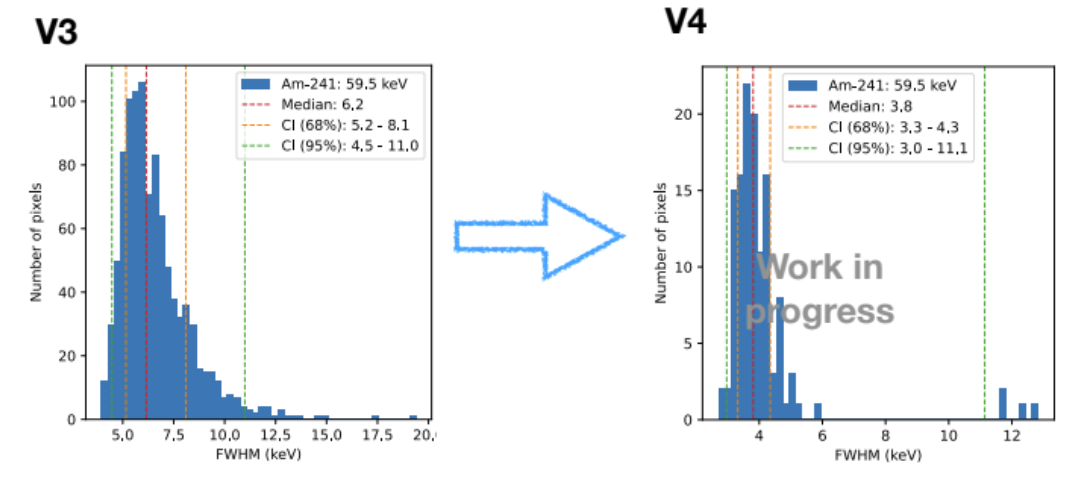 V3
Am-241: 59.5 keV
Median: 6.2
CI (68%): 5.2 - 8.1
CI (95%): 4.5 - 11.0
Number of pixels
100
80
60
40
20
0
5.0 7.5 10.0 12.5 15.0 17.5 20.
FWHM (keV)
V4
Am-241: 59.5 keV
Median: 3.8
CI (68%): 3.3 - 4.3
CI (95%): 3.0 - 11.1
Number of pixels
20
15
10
5
0
Work in
progress
4 6 8 10 12
FWHM (keV)